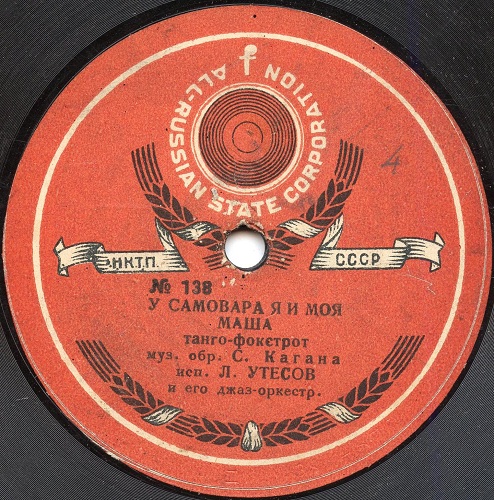 ALL-RUSSIAN STATE CORPORATION
4
Н.К.Т.П. СССР
№ 138
У САМОВАРА Я И МОЯ
МАША
танго-фокстрот
муз. обр. С. Кагана
исп. Л. УТЕСОВ
и его джаз-оркестр.